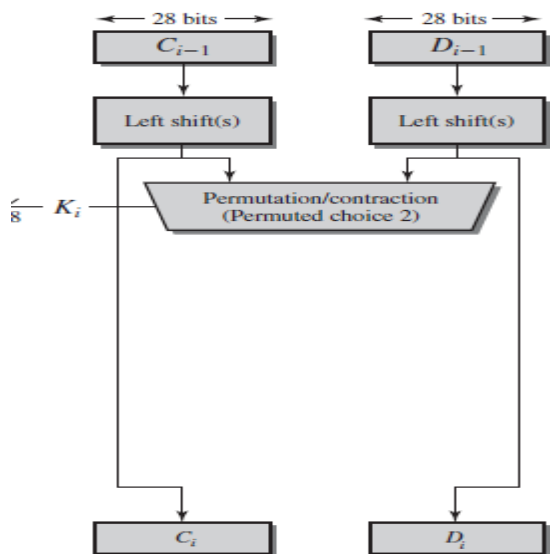 28 bits 28 bits
C_{i-1} D_{i-1}
Left shift(s) Left shift(s)
Permutation/contraction
(Permuted choice 2)
K_i
8
C_i D_i